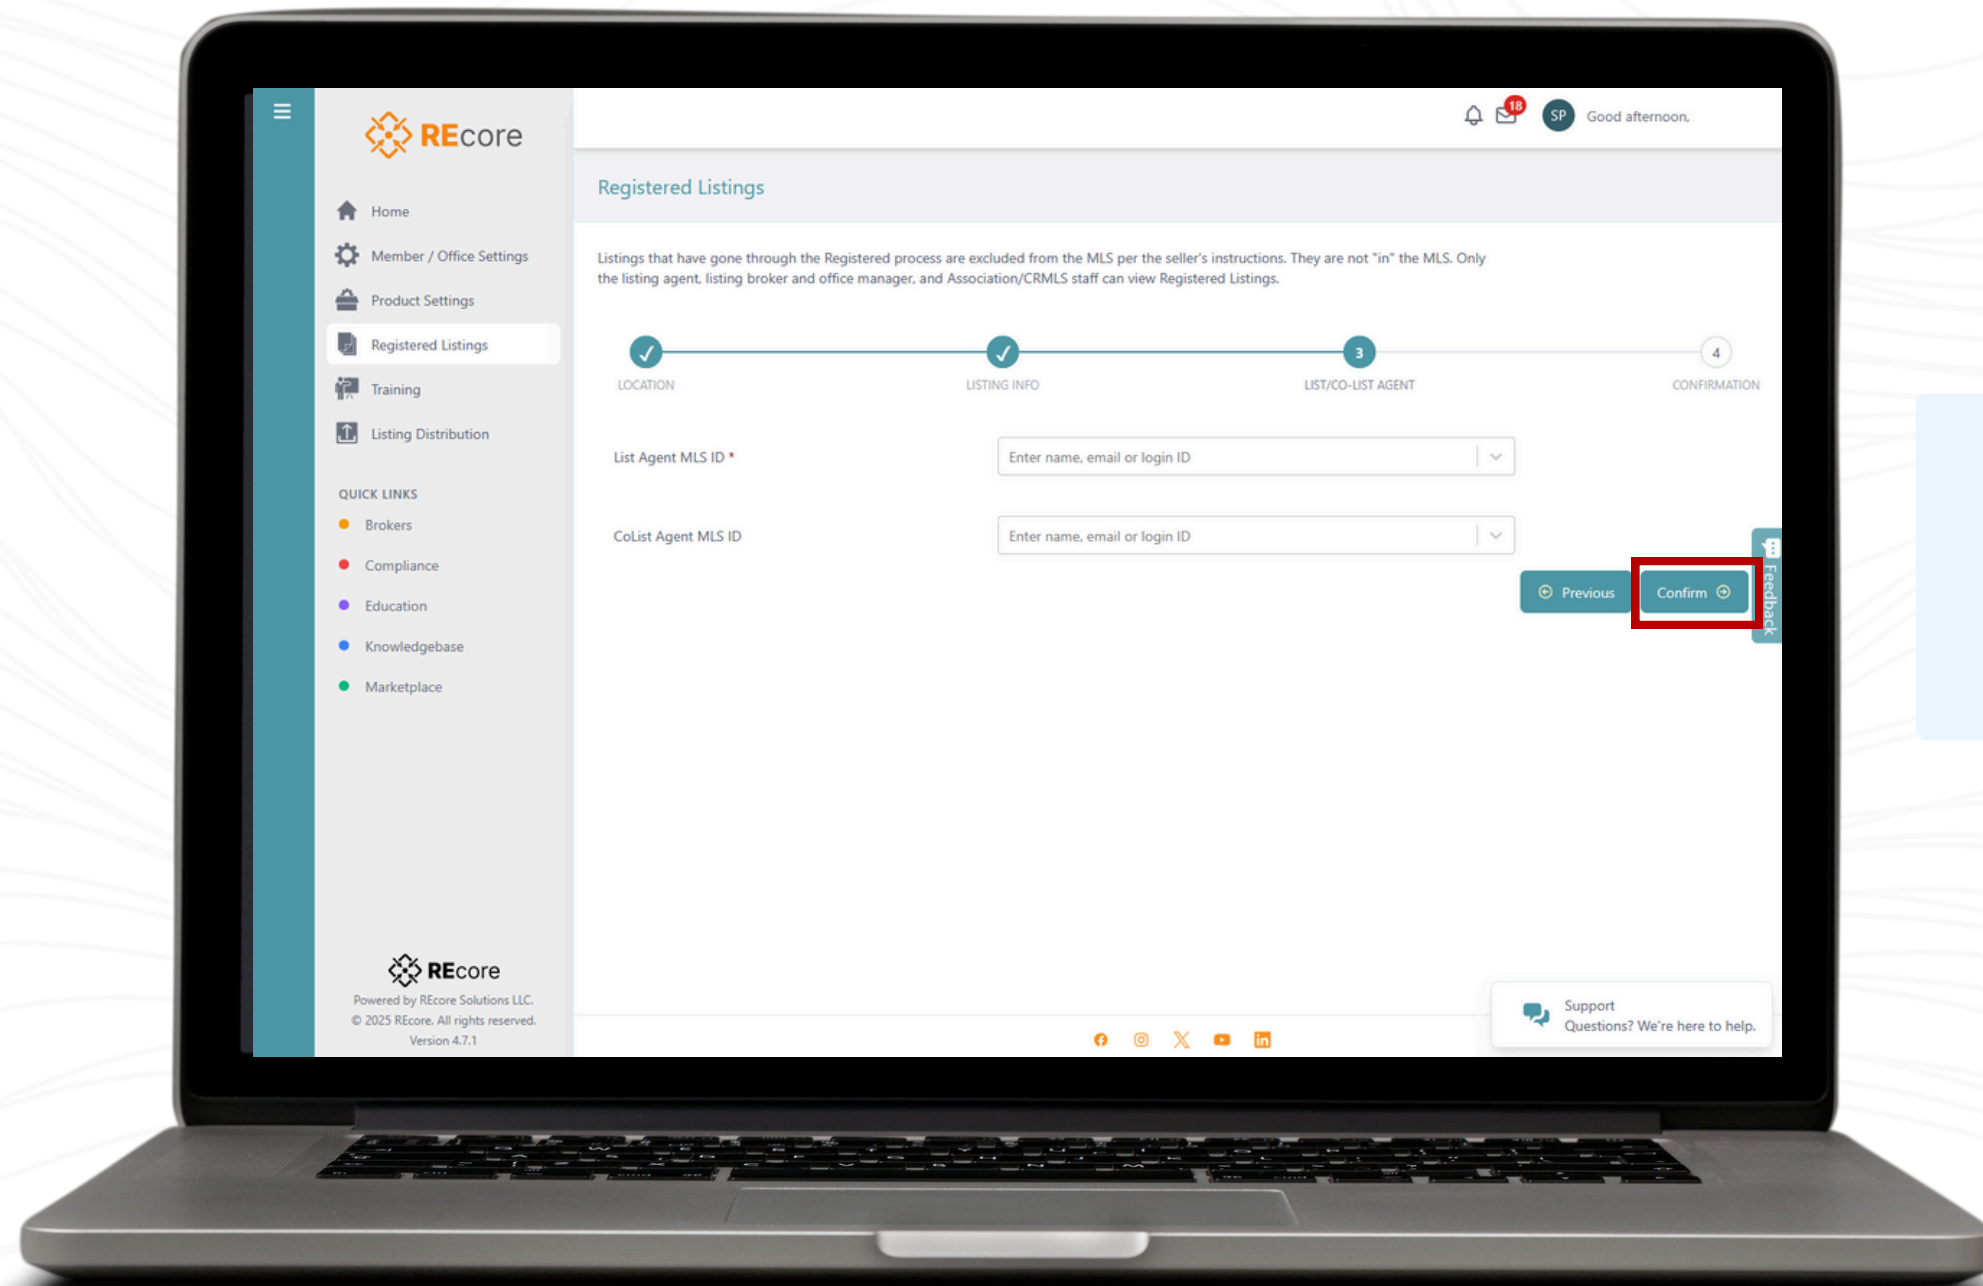 REcore
18
SP
Good afternoon,
Registered Listings
Home
Member / Office Settings
Product Settings
Registered Listings
Training
Listing Distribution
QUICK LINKS
Brokers
Compliance
Education
Knowledgebase
Marketplace
Listings that have gone through the Registered process are excluded from the MLS per the seller's instructions. They are not "in" the MLS. Only
the listing agent, listing broker and office manager, and Association/CRMLS staff can view Registered Listings.
3
4
LOCATION
LISTING INFO
LIST/CO-LIST AGENT
CONFIRMATION
List Agent MLS ID *
Enter name, email or login ID
CoList Agent MLS ID
Enter name, email or login ID
Previous
Confirm
Feedback
REcore
Powered by REcore Solutions LLC.
© 2025 REcore. All rights reserved.
Version 4.7.1
Support
Questions? We're here to help.